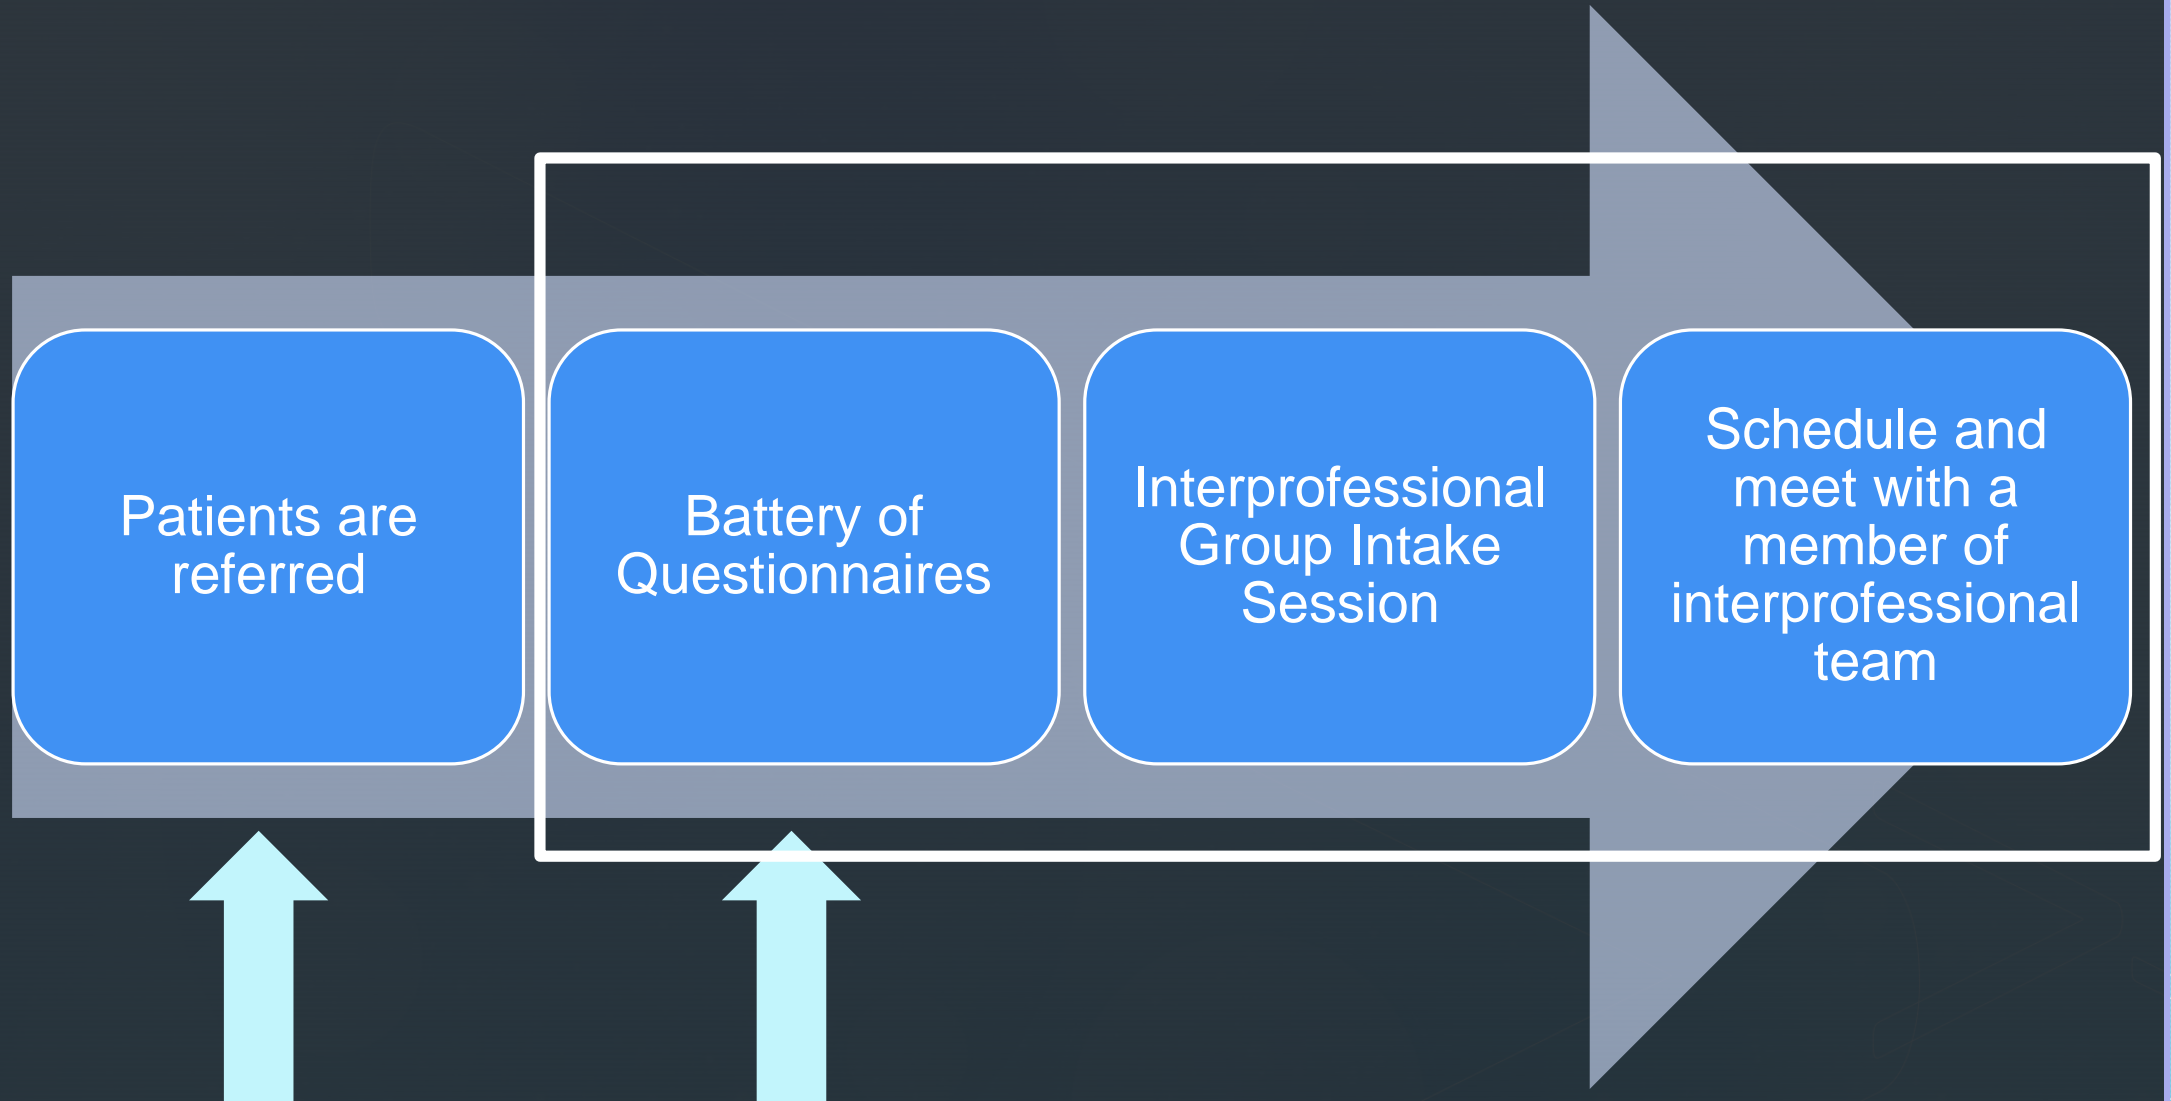 Patients are
referred
Battery of
Questionnaires
Interprofessional
Group Intake
Session
Schedule and
meet with a
member of
interprofessional
team